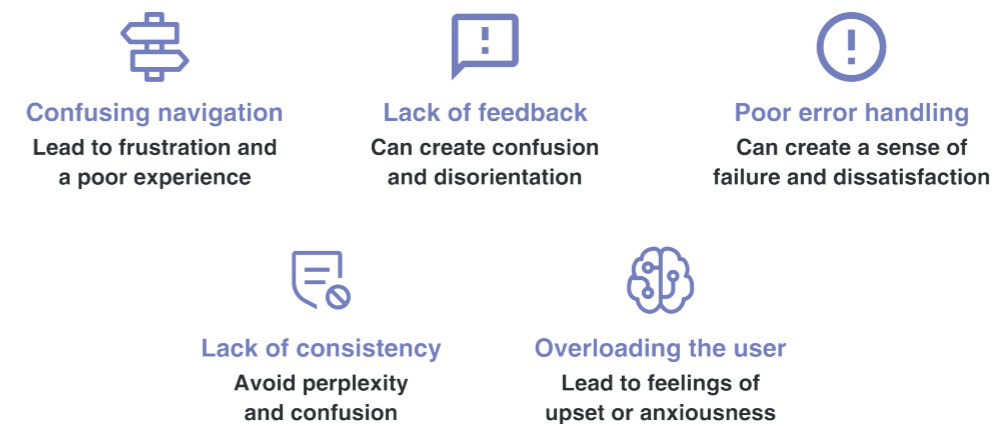 Confusing navigation
Lead to frustration and
a poor experience
Lack of feedback
Can create confusion
and disorientation
Poor error handling
Can create a sense of
failure and dissatisfaction
Lack of consistency
Avoid perplexity
and confusion
Overloading the user
Lead to feelings of
upset or anxiousness